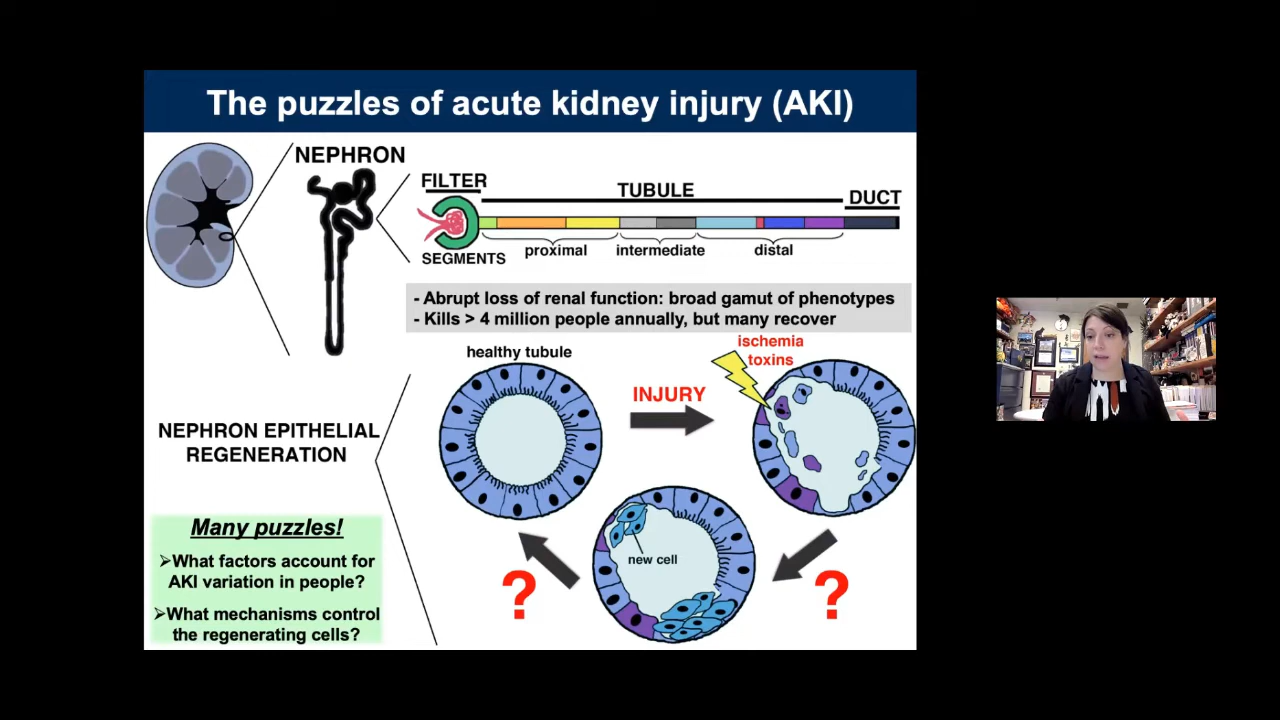 The puzzles of acute kidney injury (AKI)
NEPHRON
FILTER
TUBULE
DUCT
SEGMENTS
proximal
intermediate
distal
- Abrupt loss of renal function: broad gamut of phenotypes
- Kills > 4 million people annually, but many recover
healthy tubule
ischemia
toxins
INJURY
NEPHRON EPITHELIAL
REGENERATION
new cell
?
?
Many puzzles!
➢What factors account for
AKI variation in people?
➢What mechanisms control
the regenerating cells?